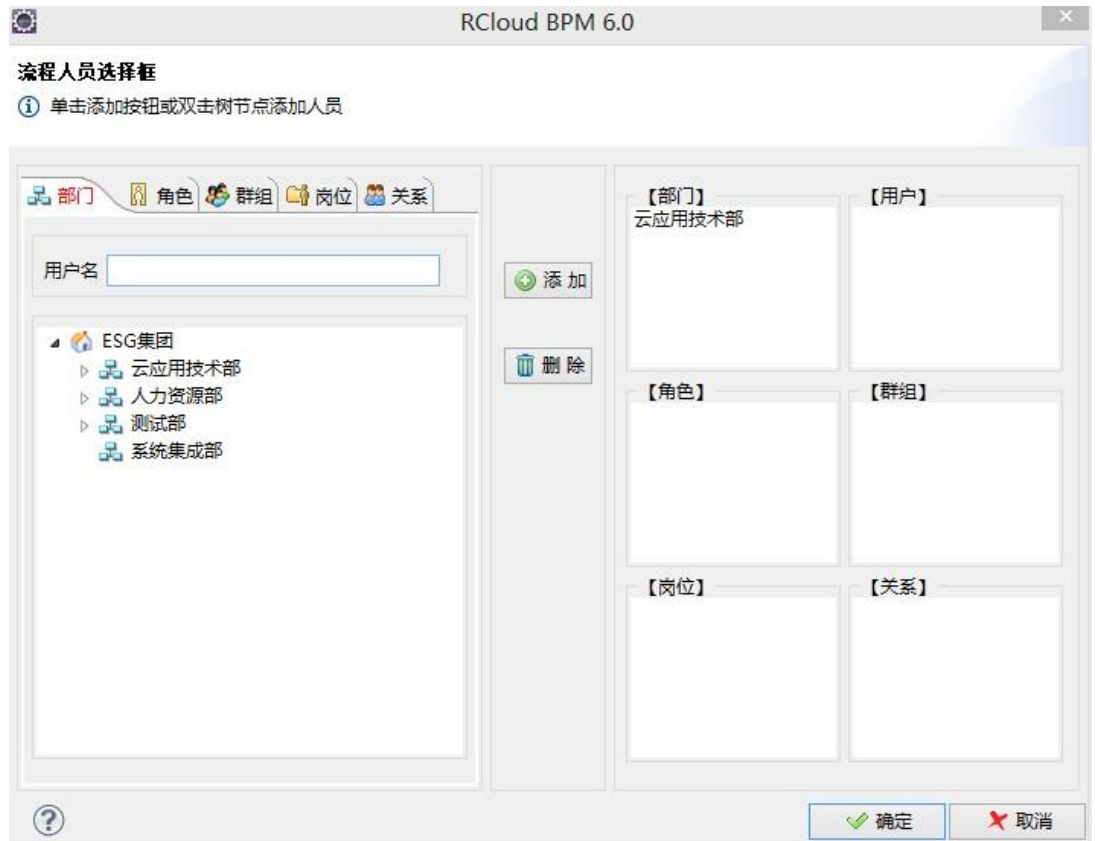 RCloud BPM 6.0
流程人员选择框
单击添加按钮或双击树节点添加人员
部门 角色 群组 岗位 关系
用户名
ESG集团
云应用技术部
人力资源部
测试部
系统集成部
添 加
删 除
【部门】
云应用技术部
【用户】
【角色】
【群组】
【岗位】
【关系】
确定
取消